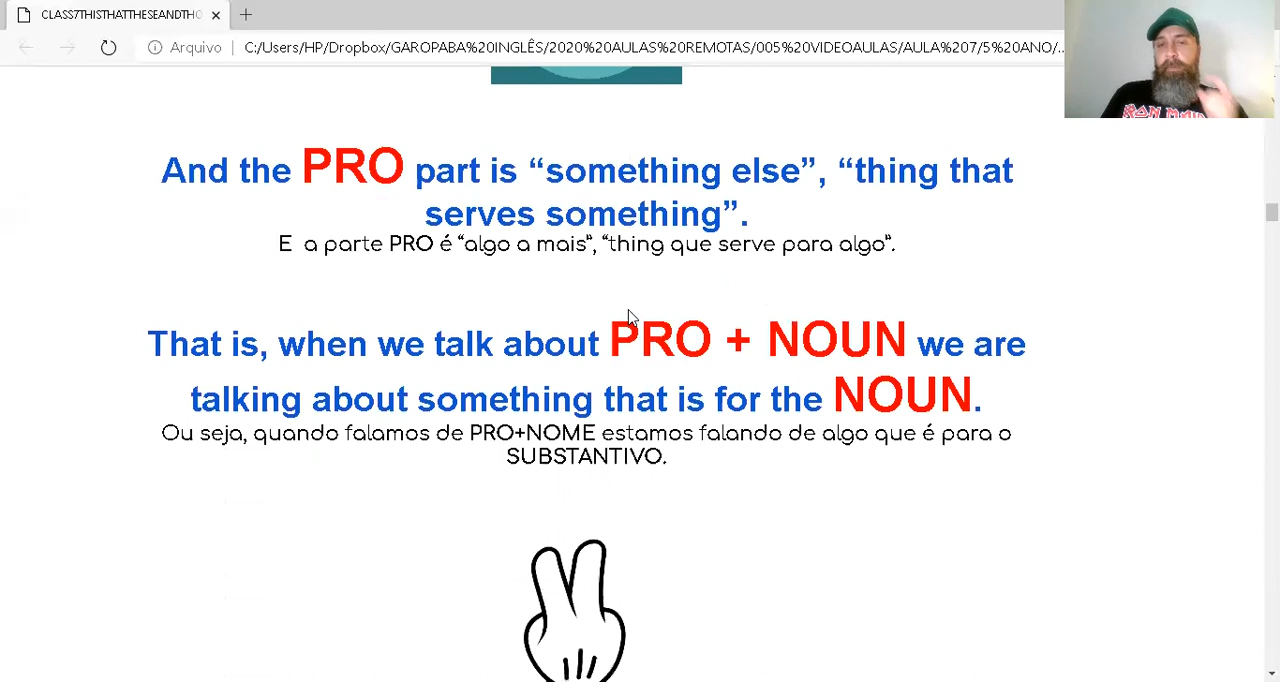 CLASS7THISTHATTHESEANDTHO
Arquivo
C:/Users/HP/Dropbox/GAROPABA%20INGLÊS/2020%20AULAS%20REMOTAS/005%20VIDEOAULAS/AULA%207/5%20ANO/...
IRON MAIDEN
And the PRO part is “something else”, “thing that
serves something”.
E a parte PRO é “algo a mais”, “thing que serve para algo”.
That is, when we talk about PRO + NOUN we are
talking about something that is for the NOUN.
Ou seja, quando falamos de PRO+NOME estamos falando de algo que é para o
SUBSTANTIVO.